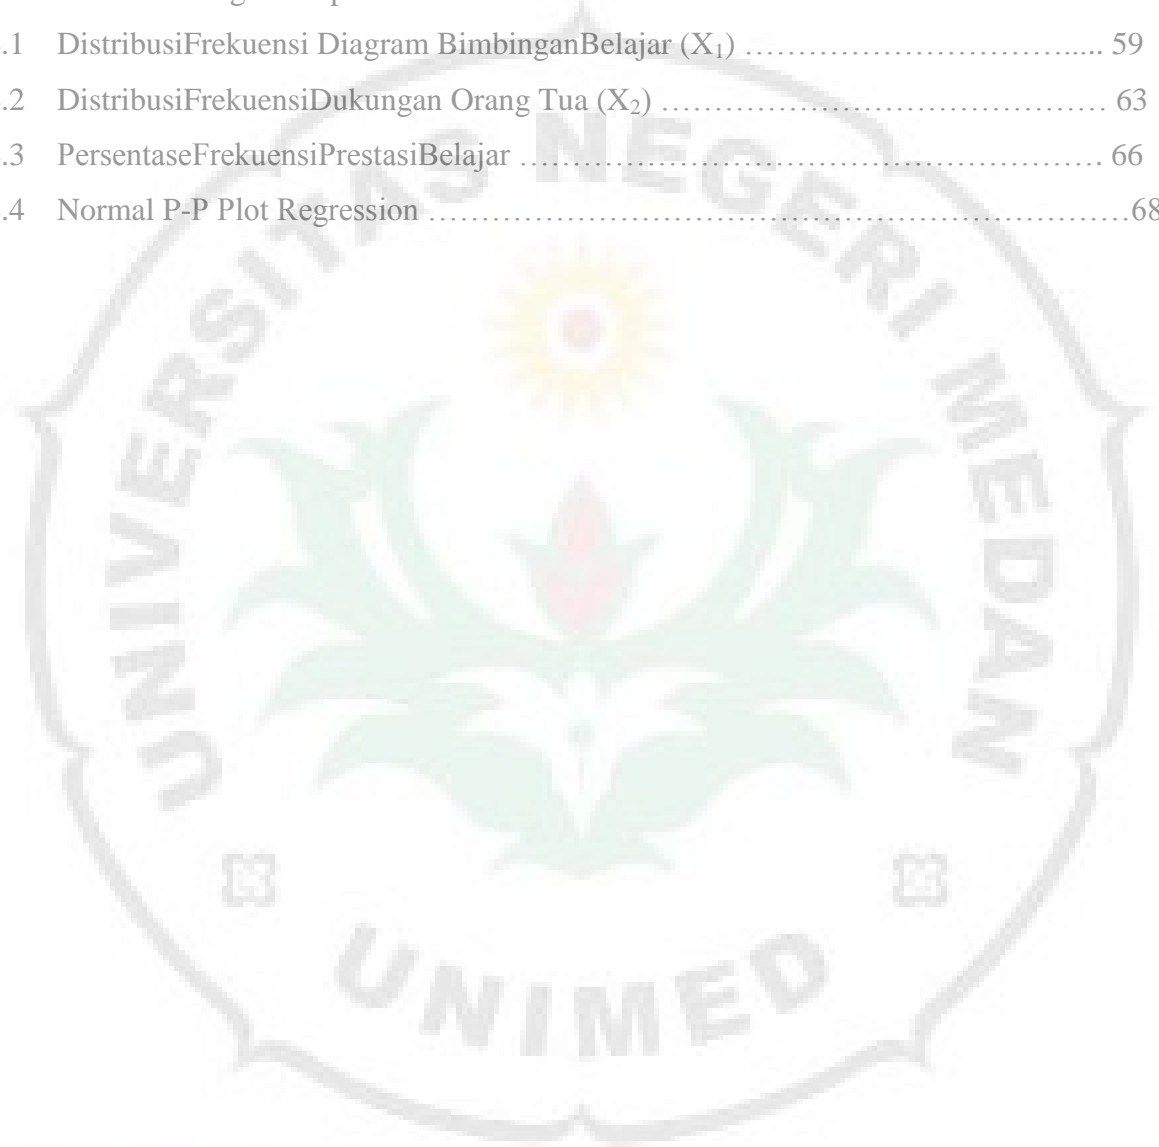 .1 DistribusiFrekuensi Diagram BimbinganBelajar (X₁) …………………………..... 59
.2 DistribusiFrekuensiDukungan Orang Tua (X₂) …………………………………… 63
.3 PersentaseFrekuensiPrestasiBelajar ………………………………………………. 66
.4 Normal P-P Plot Regression ……………………………………………………………68
UNIVERSITAS NEGERI MEDAN
UNIMED